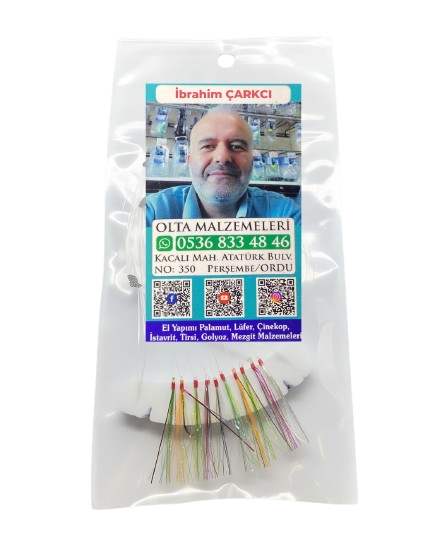 İbrahim ÇARKCI
OLTA MALZEMELERİ
0536 833 48 46
KACALI MAH. ATATÜRK BULV.
NO: 350 PERŞEMBE/ORDU
El Yapımı Palamut, Lüfer, Çinekop,
İstavrit, Tirsi, Golyoz, Mezgit Malzemeleri